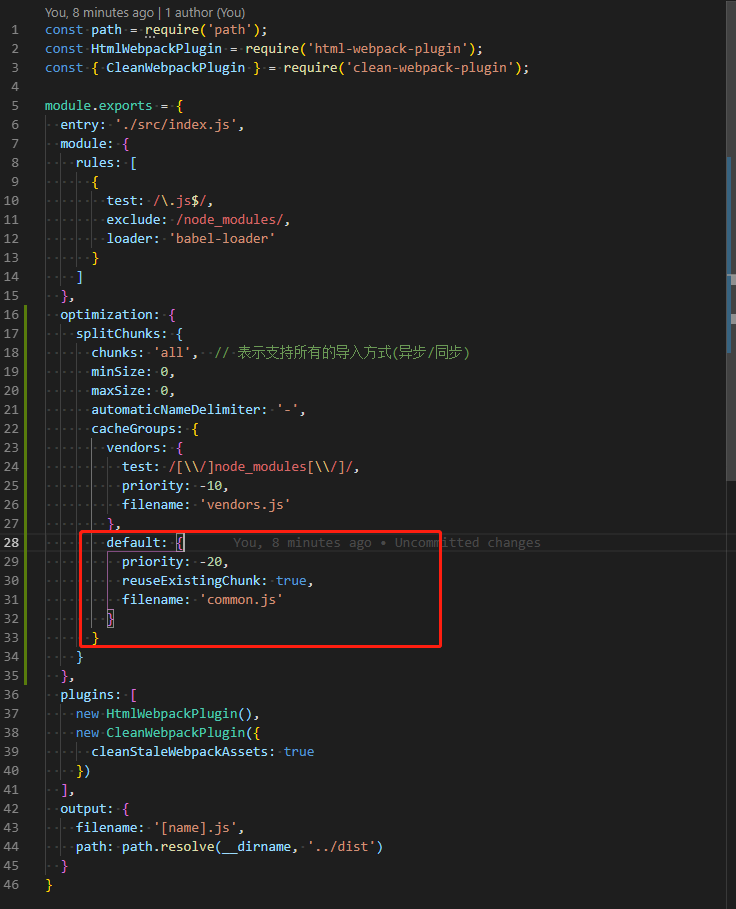 You, 8 minutes ago | 1 author (You)
1 const path = require('path');
2 const HtmlWebpackPlugin = require('html-webpack-plugin');
3 const { CleanWebpackPlugin } = require('clean-webpack-plugin');
4
5 module.exports = {
6   entry: './src/index.js',
7   module: {
8     rules: [
9       {
10         test: /\.js$/,
11         exclude: /node_modules/,
12         loader: 'babel-loader'
13       }
14     ]
15   },
16   optimization: {
17     splitChunks: {
18       chunks: 'all',  // 表示支持所有的导入方式(异步/同步)
19       minSize: 0,
20       maxSize: 0,
21       automaticNameDelimiter: '-',
22       cacheGroups: {
23         vendors: {
24           test: /[\\/]node_modules[\\/]/,
25           priority: -10,
26           filename: 'vendors.js'
27         },
28         default: {      You, 8 minutes ago • Uncommitted changes
29           priority: -20,
30           reuseExistingChunk: true,
31           filename: 'common.js'
32         }
33       }
34     }
35   },
36   plugins: [
37     new HtmlWebpackPlugin(),
38     new CleanWebpackPlugin({
39       cleanStaleWebpackAssets: true
40     })
41   ],
42   output: {
43     filename: '[name].js',
44     path: path.resolve(__dirname, '../dist')
45   }
46 }